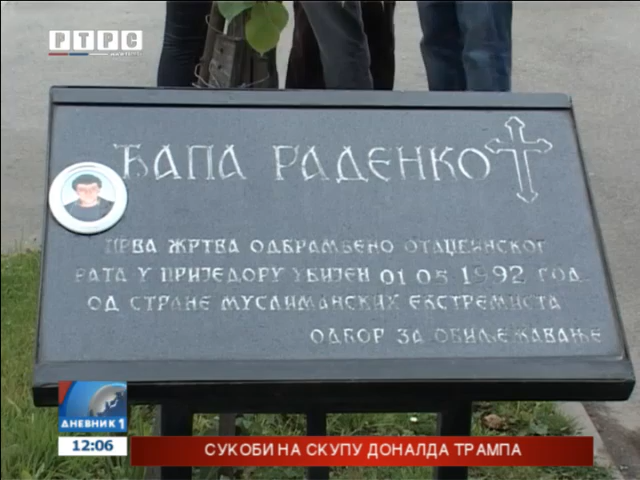 РТРС
ЂАПА РАДЕНКО
ПРВА ЖРТВА ОДБРАМБЕНО ОТАЏБИНСКОГ
РАТА У ПРИЈЕДОРУ УБИЈЕН 01 05 1992 ГОД
ОД СТРАНЕ МУСЛИМАНСКИХ ЕКСТРЕМИСТА
ОДБОР ЗА ОБИЉЕЖАВАЊЕ
ДНЕВНИК 1
12:06
СУКОБИ НА СКУПУ ДОНАЛДА ТРАМПА